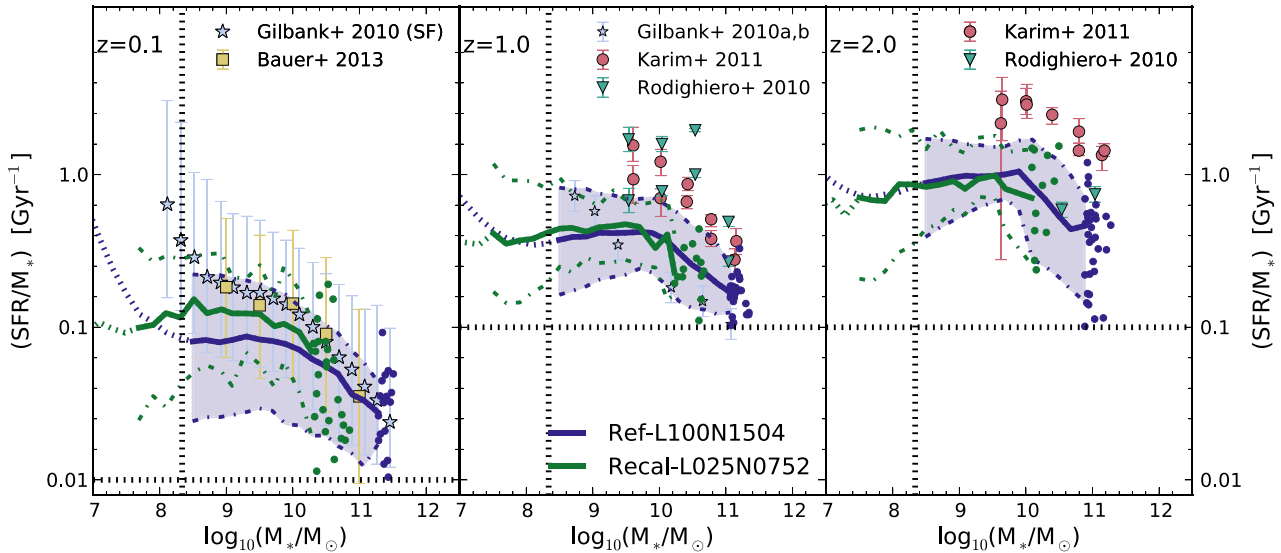 z=0.1
Gilbank+ 2010 (SF)
Bauer+ 2013
z=1.0
Gilbank+ 2010a,b
Karim+ 2011
Rodighiero+ 2010
z=2.0
Karim+ 2011
Rodighiero+ 2010
(SFR/M*) [Gyr⁻¹]
1.0
0.1
0.01
1.0
0.1
0.01
(SFR/M*) [Gyr⁻¹]
Ref-L100N1504
Recal-L025N0752
7 8 9 10 11 12
7 8 9 10 11 12
7 8 9 10 11 12
log₁₀(M*/M⊙)
log₁₀(M*/M⊙)
log₁₀(M*/M⊙)